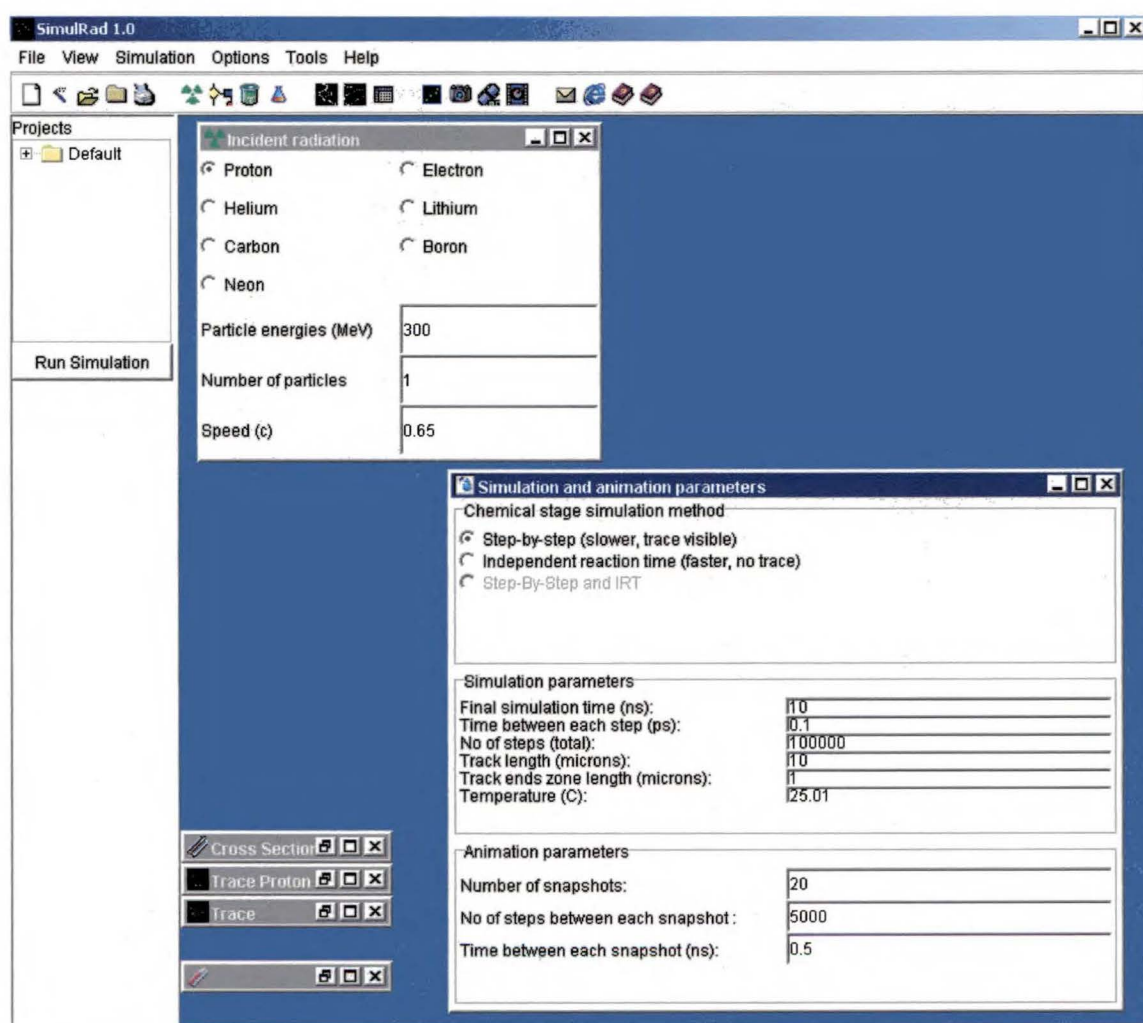 SimulRad 1.0
File View Simulation Options Tools Help
Projects
Default
Run Simulation
Incident radiation
Proton Electron
Helium Lithium
Carbon Boron
Neon
Particle energies (MeV) 300
Number of particles 1
Speed (c) 0.65
Simulation and animation parameters
Chemical stage simulation method
Step-by-step (slower, trace visible)
Independent reaction time (faster, no trace)
Step-By-Step and IRT
Simulation parameters
Final simulation time (ns): 10
Time between each step (ps): 0.1
No of steps (total): 100000
Track length (microns): 10
Track ends zone length (microns): 1
Temperature (C): 25.01
Animation parameters
Number of snapshots: 20
No of steps between each snapshot : 5000
Time between each snapshot (ns): 0.5
Cross Section
Trace Proton
Trace